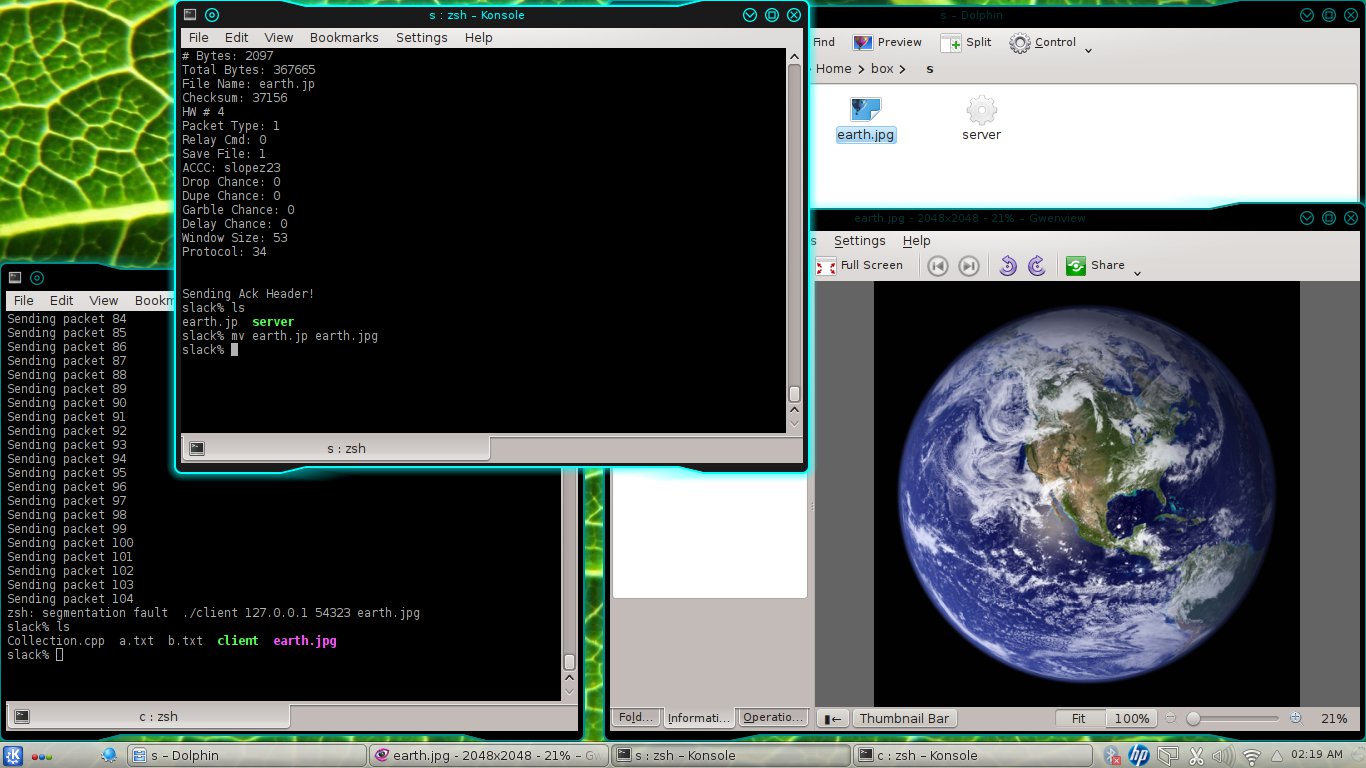 s : zsh – Konsole
File Edit View Bookmarks Settings Help
# Bytes: 2097
Total Bytes: 367665
File Name: earth.jp
Checksum: 37156
HW # 4
Packet Type: 1
Relay Cmd: 0
Save File: 1
ACCC: slopez23
Drop Chance: 0
Dupe Chance: 0
Garble Chance: 0
Delay Chance: 0
Window Size: 53
Protocol: 34
Sending Ack Header!
slack% ls
earth.jp server
slack% mv earth.jp earth.jpg
slack%
s : zsh
s – Dolphin
Find Preview Split Control
Home > box > s
earth.jpg server
earth.jpg - 2048x2048 - 21% – Gwenview
s Settings Help
Full Screen Share
File Edit View Bookm
Sending packet 84
Sending packet 85
Sending packet 86
Sending packet 87
Sending packet 88
Sending packet 89
Sending packet 90
Sending packet 91
Sending packet 92
Sending packet 93
Sending packet 94
Sending packet 95
Sending packet 96
Sending packet 97
Sending packet 98
Sending packet 99
Sending packet 100
Sending packet 101
Sending packet 102
Sending packet 103
Sending packet 104
zsh: segmentation fault ./client 127.0.0.1 54323 earth.jpg
slack% ls
Collection.cpp a.txt b.txt client earth.jpg
slack%
c : zsh
Fold... Informati... Operatio...
Thumbnail Bar Fit 100% 21%
s – Dolphin
earth.jpg - 2048x2048 - 21% – Gw
s : zsh – Konsole
c : zsh – Konsole
hp
02:19 AM